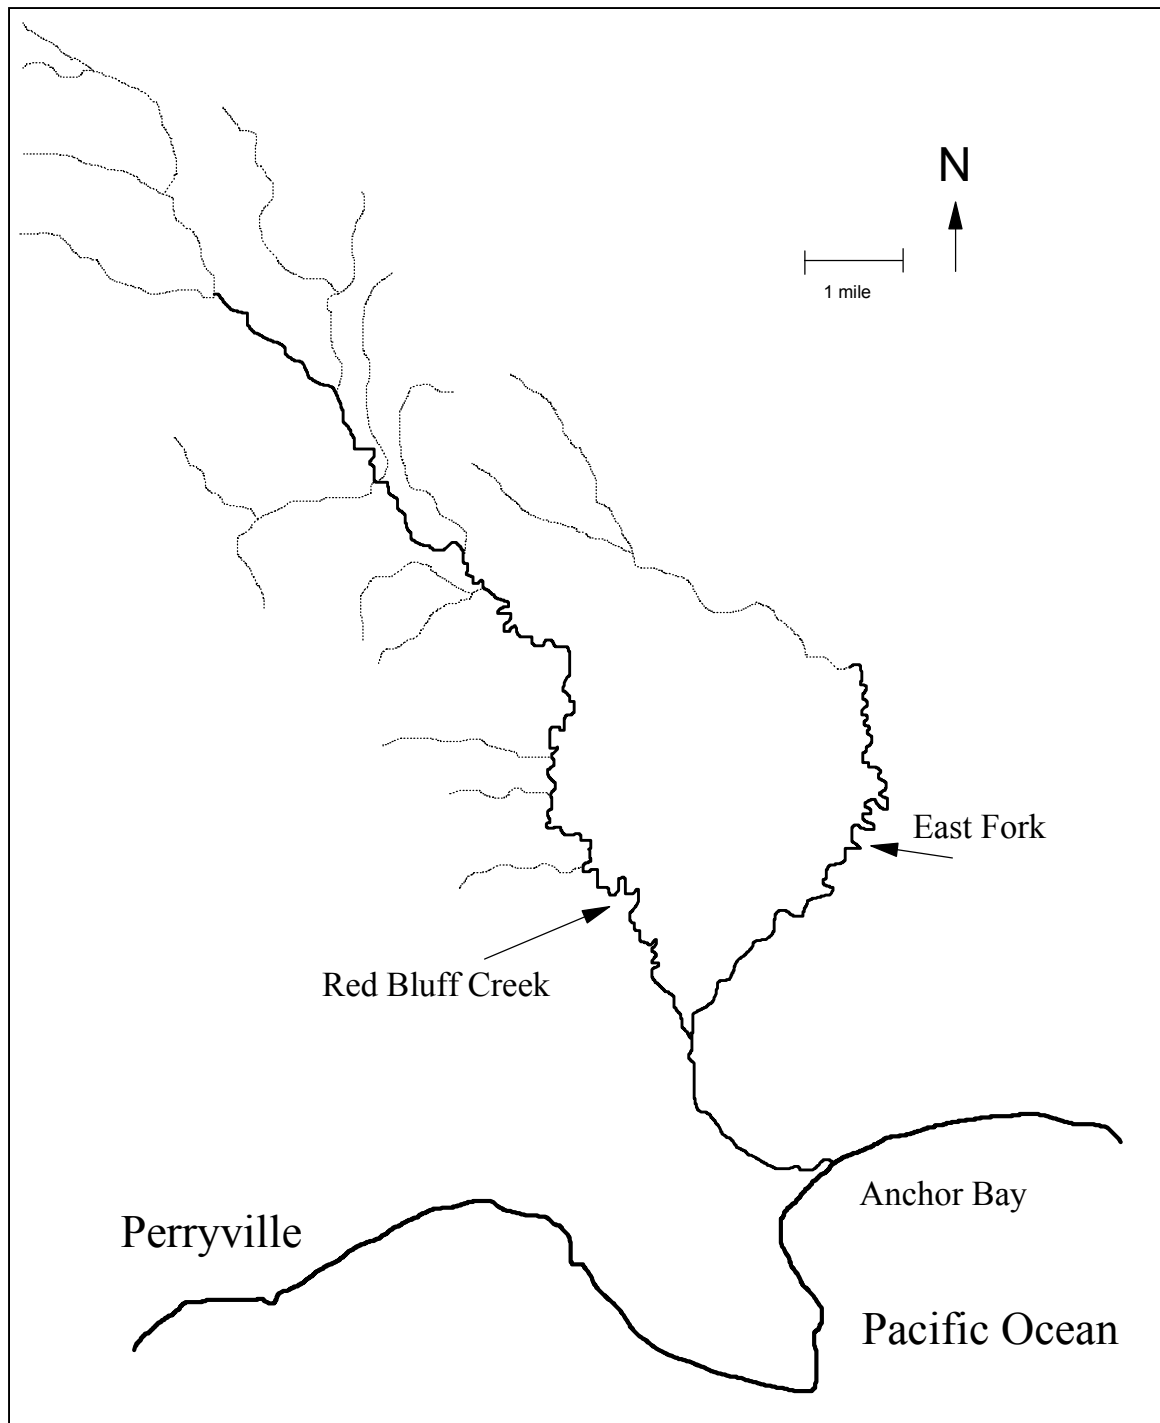 N
1 mile
East Fork
Red Bluff Creek
Anchor Bay
Perryville
Pacific Ocean